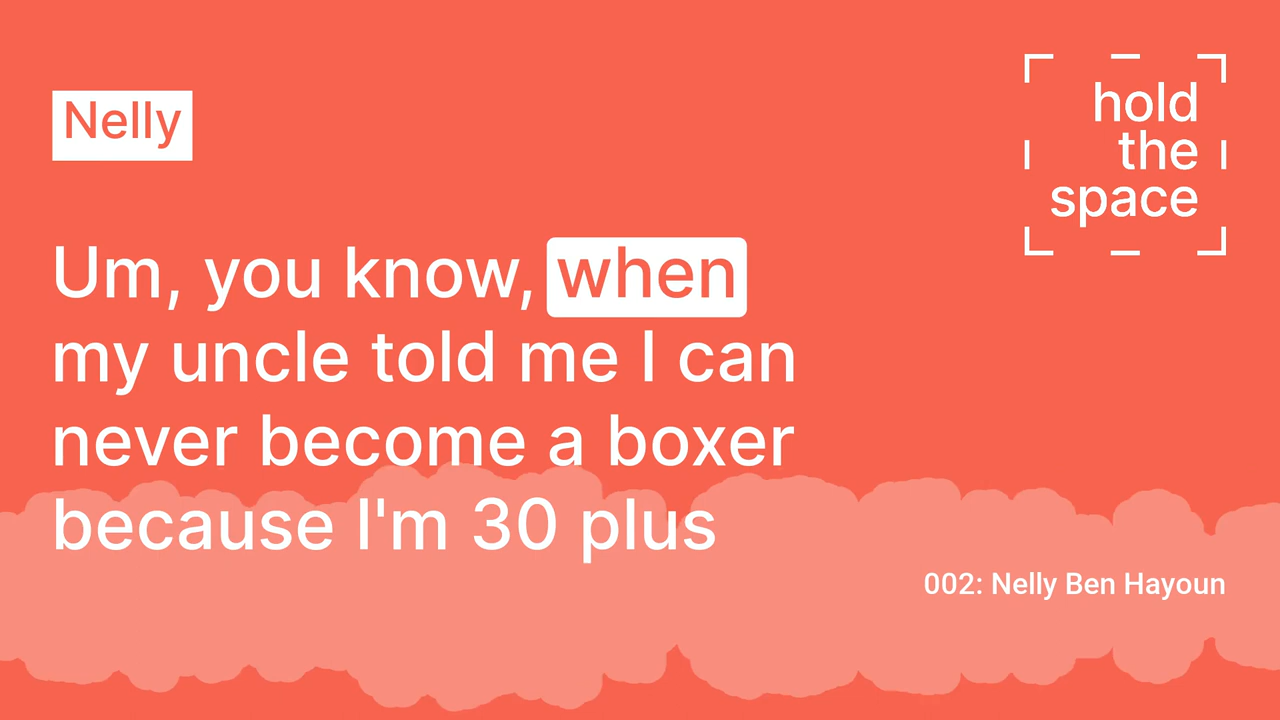 Nelly
hold
the
space
Um, you know, when
my uncle told me I can
never become a boxer
because I'm 30 plus
002: Nelly Ben Hayoun